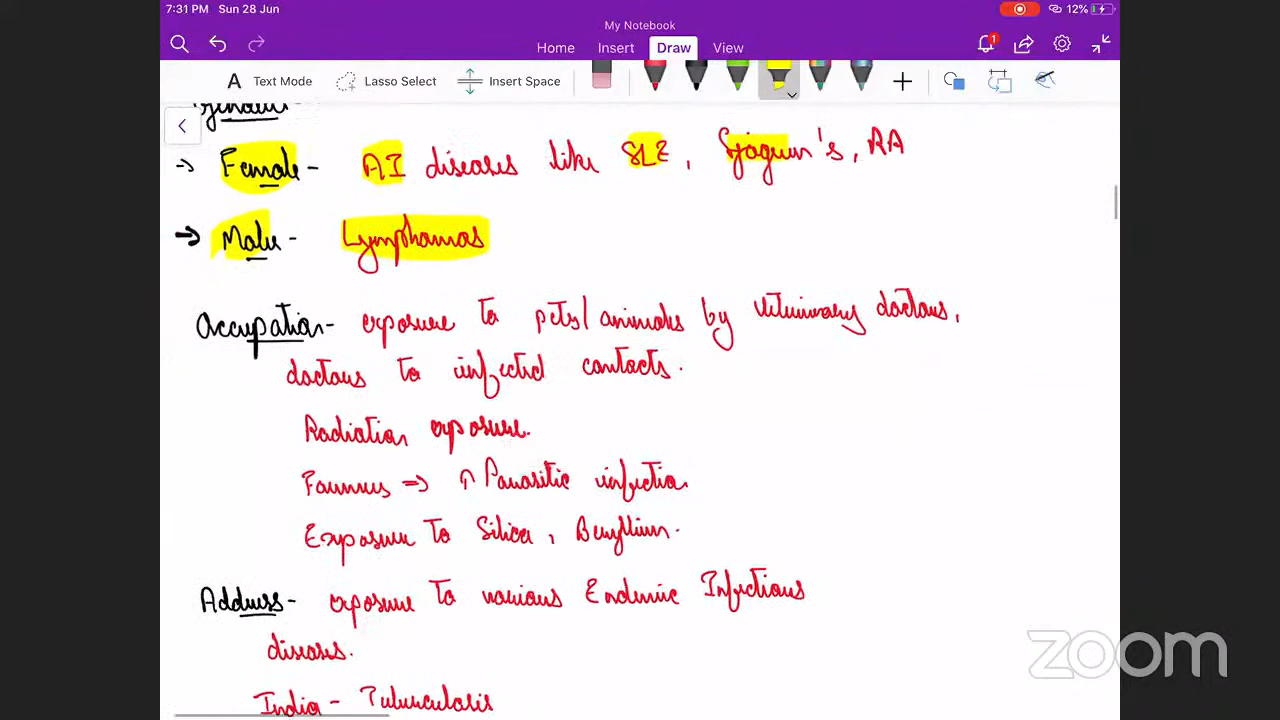 7:31 PM Sun 28 Jun
12%
My Notebook
Home Insert Draw View
1
Text Mode Lasso Select Insert Space
Gender-
→ Female - AI diseases like SLE, Sjogren's, RA
→ Male - Lymphomas
Occupation- exposure to pets/animals by veterinary doctors,
doctors to infected contacts.
Radiation exposure.
Farmers => ↑ Parasitic infection
Exposure to Silica, Beryllium.
Address- exposure to various Endemic Infectious
diseases.
India - Tuberculosis
zoom